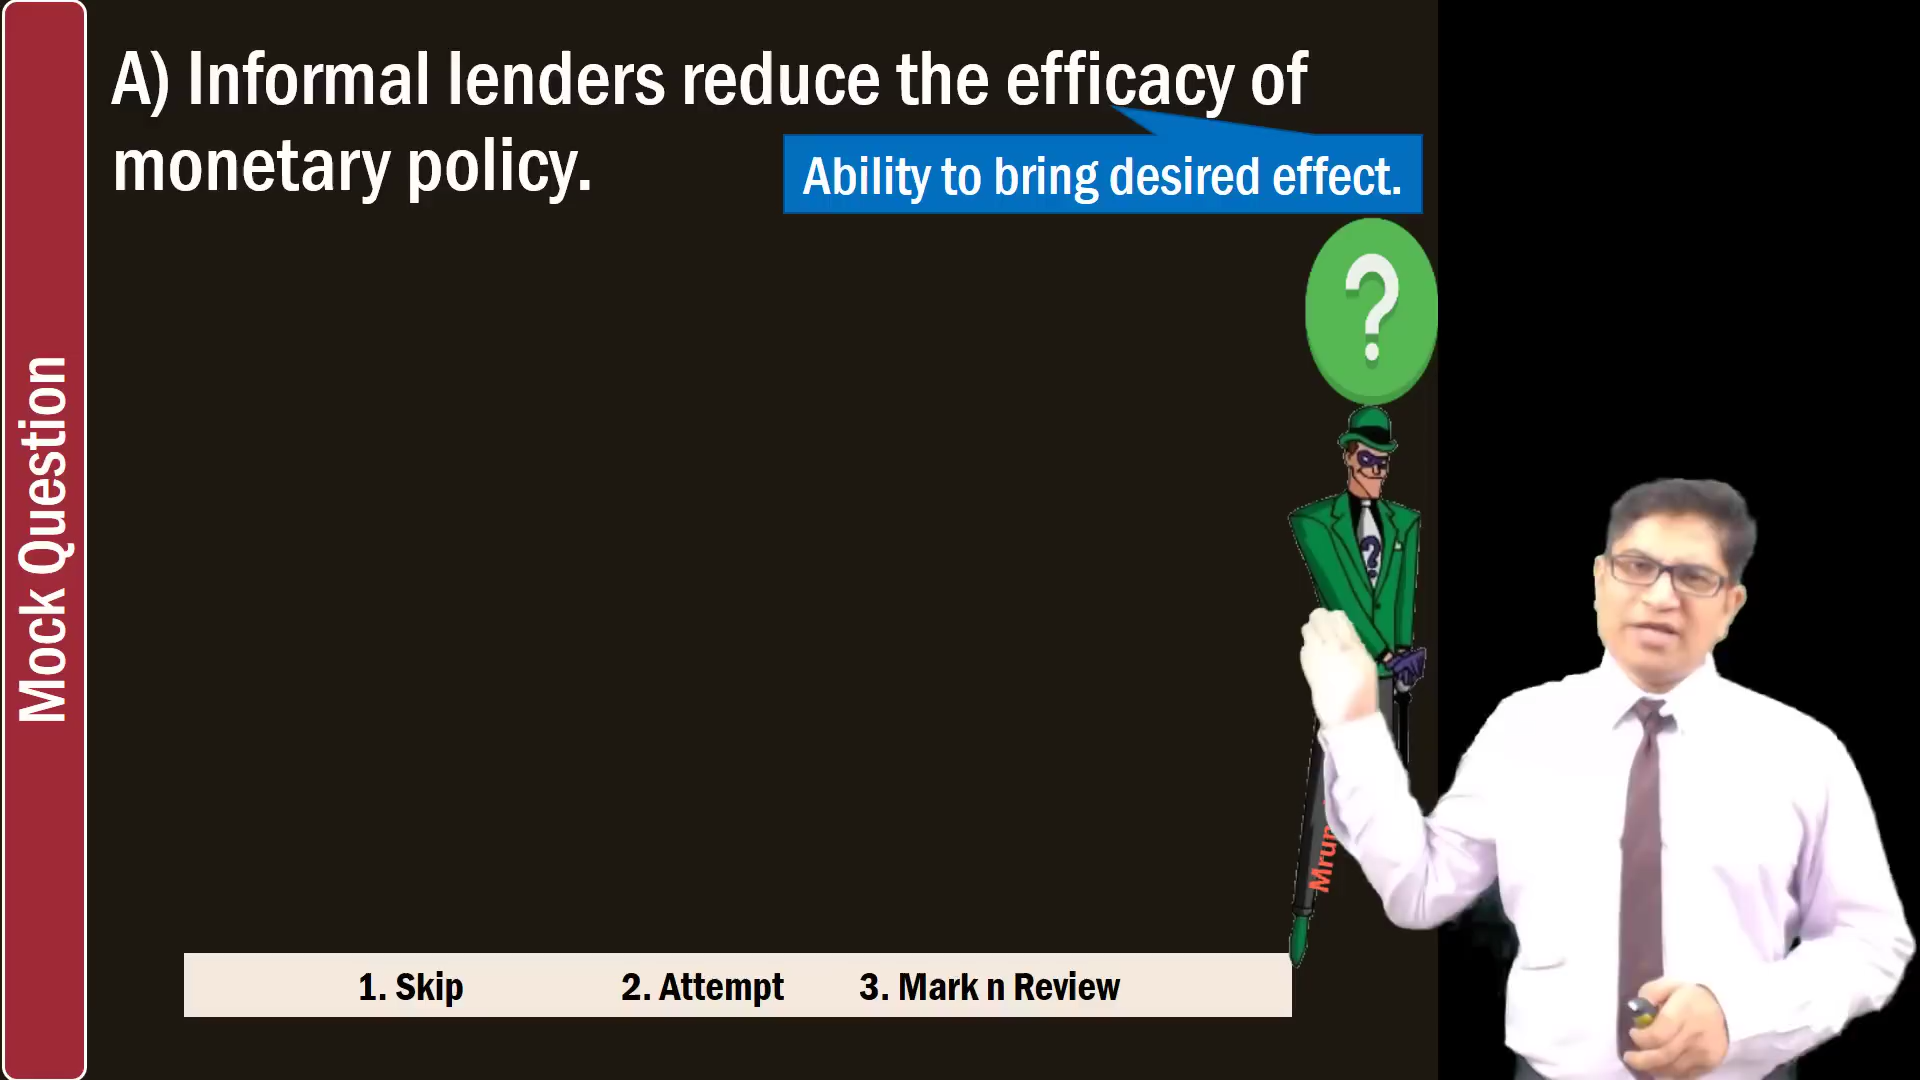 Mock Question
A) Informal lenders reduce the efficacy of
monetary policy.
Ability to bring desired effect.
?
?
1. Skip 2. Attempt 3. Mark n Review